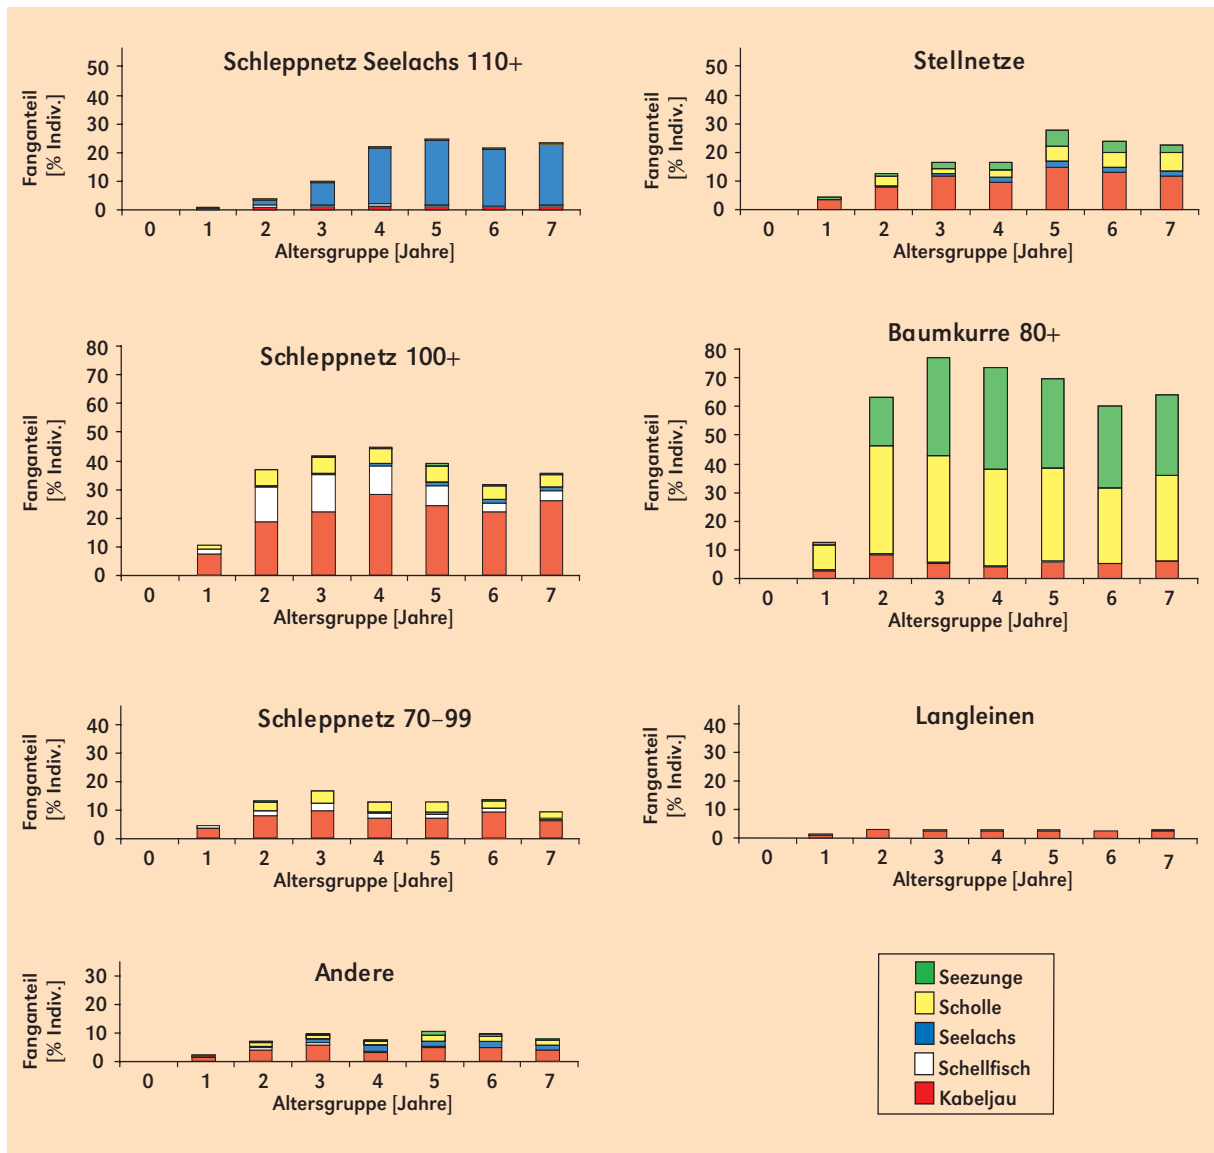 Schleppnetz Seelachs 110+
Fanganteil
[% Indiv.]
50
40
30
20
10
0
0 1 2 3 4 5 6 7
Altersgruppe [Jahre]
Stellnetze
Fanganteil
[% Indiv.]
50
40
30
20
10
0
0 1 2 3 4 5 6 7
Altersgruppe [Jahre]
Schleppnetz 100+
Fanganteil
[% Indiv.]
80
70
60
50
40
30
20
10
0
0 1 2 3 4 5 6 7
Altersgruppe [Jahre]
Baumkurre 80+
Fanganteil
[% Indiv.]
80
70
60
50
40
30
20
10
0
0 1 2 3 4 5 6 7
Altersgruppe [Jahre]
Schleppnetz 70–99
Fanganteil
[% Indiv.]
40
30
20
10
0
0 1 2 3 4 5 6 7
Altersgruppe [Jahre]
Langleinen
Fanganteil
[% Indiv.]
40
30
20
10
0
0 1 2 3 4 5 6 7
Altersgruppe [Jahre]
Andere
Fanganteil
[% Indiv.]
30
20
10
0
0 1 2 3 4 5 6 7
Altersgruppe [Jahre]
Seezunge
Scholle
Seelachs
Schellfisch
Kabeljau